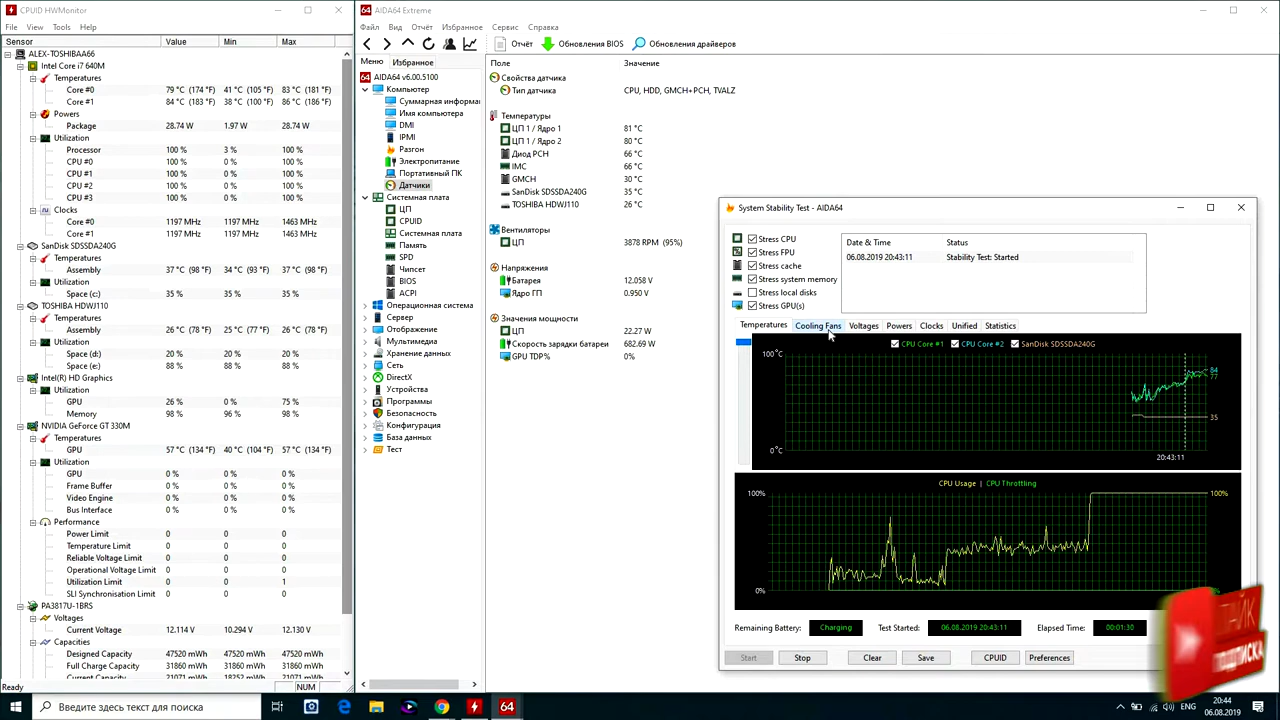 CPUID HWMonitor
File View Tools Help
Sensor Value Min Max
ALEX-TOSHIBAA66
Intel Core i7 640M
Temperatures
Core #0 79 °C (174 °F) 41 °C (105 °F) 83 °C (181 °F)
Core #1 84 °C (183 °F) 38 °C (100 °F) 86 °C (186 °F)
Powers
Package 28.74 W 1.97 W 28.74 W
Utilization
Processor 100 % 3 % 100 %
CPU #0 100 % 0 % 100 %
CPU #1 100 % 0 % 100 %
CPU #2 100 % 0 % 100 %
CPU #3 100 % 0 % 100 %
Clocks
Core #0 1197 MHz 1197 MHz 1463 MHz
Core #1 1197 MHz 1197 MHz 1463 MHz
SanDisk SDSSDA240G
Temperatures
Assembly 37 °C (98 °F) 34 °C (93 °F) 37 °C (98 °F)
Utilization
Space (c:) 35 % 35 % 35 %
TOSHIBA HDWJ110
Temperatures
Assembly 26 °C (78 °F) 25 °C (77 °F) 26 °C (78 °F)
Utilization
Space (d:) 20 % 20 % 20 %
Space (e:) 88 % 88 % 88 %
Intel(R) HD Graphics
Utilization
GPU 26 % 0 % 75 %
Memory 98 % 96 % 98 %
NVIDIA GeForce GT 330M
Temperatures
GPU 57 °C (134 °F) 40 °C (104 °F) 57 °C (134 °F)
Utilization
GPU 0 % 0 % 0 %
Frame Buffer 0 % 0 % 0 %
Video Engine 0 % 0 % 0 %
Bus Interface 0 % 0 % 0 %
Performance
Power Limit 0 0 0
Temperature Limit 0 0 0
Reliable Voltage Limit 0 0 0
Operational Voltage Limit 0 0 0
Utilization Limit 0 0 1
SLI Synchronisation Limit 0 0 0
PA3817U-1BRS
Voltages
Current Voltage 12.114 V 10.294 V 12.130 V
Capacities
Designed Capacity 47520 mWh 47520 mWh 47520 mWh
Full Charge Capacity 31860 mWh 31860 mWh 31860 mWh
Current Capacity 21071 mWh 18252 mWh 21071 mWh
Ready NUM
AIDA64 Extreme
Файл Вид Отчёт Избранное Сервис Справка
Отчёт Обновления BIOS Обновления драйверов
Меню Избранное
AIDA64 v6.00.5100
Компьютер
Суммарная информа
Имя компьютера
DMI
IPMI
Разгон
Электропитание
Портативный ПК
Датчики
Системная плата
ЦП
CPUID
Системная плата
Память
SPD
Чипсет
BIOS
ACPI
Операционная система
Сервер
Отображение
Мультимедиа
Хранение данных
Сеть
DirectX
Устройства
Программы
Безопасность
Конфигурация
База данных
Тест
Поле Значение
Свойства датчика
Тип датчика CPU, HDD, GMCH+PCH, TVALZ
Температуры
ЦП 1 / Ядро 1 81 °C
ЦП 1 / Ядро 2 80 °C
Диод PCH 66 °C
IMC 66 °C
GMCH 30 °C
SanDisk SDSSDA240G 35 °C
TOSHIBA HDWJ110 26 °C
Вентиляторы
ЦП 3878 RPM (95%)
Напряжения
Батарея 12.058 V
Ядро ГП 0.950 V
Значения мощности
ЦП 22.27 W
Скорость зарядки батареи 682.69 W
GPU TDP% 0%
System Stability Test - AIDA64
Stress CPU
Stress FPU
Stress cache
Stress system memory
Stress local disks
Stress GPU(s)
Date & Time Status
06.08.2019 20:43:11 Stability Test: Started
Temperatures Cooling Fans Voltages Powers Clocks Unified Statistics
CPU Core #1 CPU Core #2 SanDisk SDSSDA240G
100°C
84
77
35
0°C
20:43:11
CPU Usage | CPU Throttling
100% 100%
0%
Remaining Battery: Charging Test Started: 06.08.2019 20:43:11 Elapsed Time: 00:01:30
Start Stop Clear Save CPUID Preferences
ПОДПИСКА
Введите здесь текст для поиска
ENG
20:44
06.08.2019